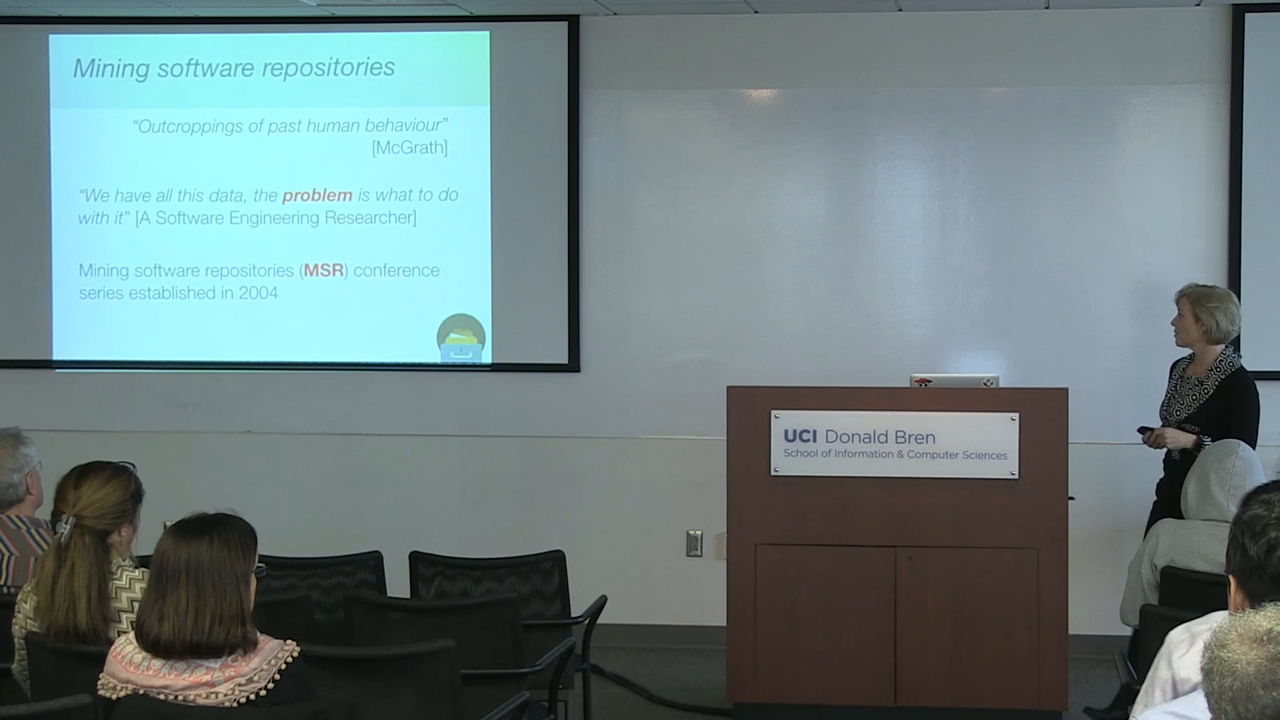 Mining software repositories
“Outcroppings of past human behaviour”
[McGrath]
“We have all this data, the problem is what to do
with it” [A Software Engineering Researcher]
Mining software repositories (MSR) conference
series established in 2004
UCI Donald Bren
School of Information & Computer Sciences